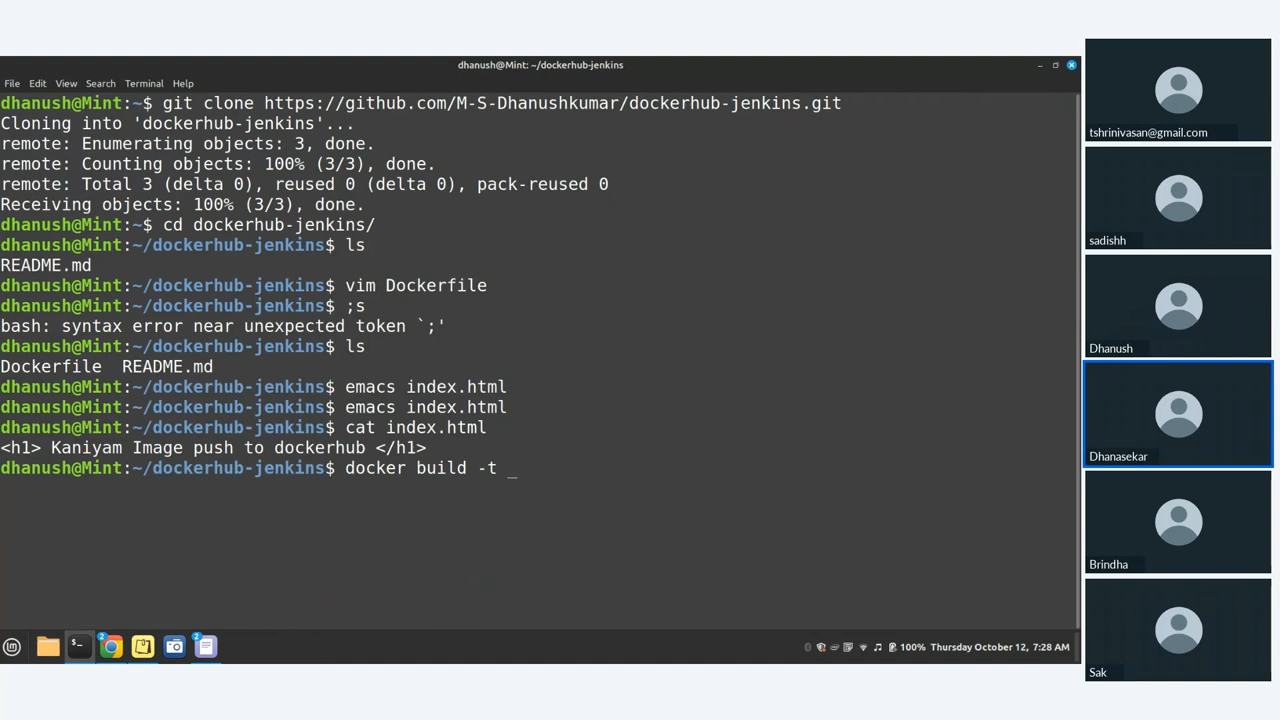 dhanush@Mint: ~/dockerhub-jenkins
File Edit View Search Terminal Help
dhanush@Mint:~$ git clone https://github.com/M-S-Dhanushkumar/dockerhub-jenkins.git
Cloning into 'dockerhub-jenkins'...
remote: Enumerating objects: 3, done.
remote: Counting objects: 100% (3/3), done.
remote: Total 3 (delta 0), reused 0 (delta 0), pack-reused 0
Receiving objects: 100% (3/3), done.
dhanush@Mint:~$ cd dockerhub-jenkins/
dhanush@Mint:~/dockerhub-jenkins$ ls
README.md
dhanush@Mint:~/dockerhub-jenkins$ vim Dockerfile
dhanush@Mint:~/dockerhub-jenkins$ ;s
bash: syntax error near unexpected token `;'
dhanush@Mint:~/dockerhub-jenkins$ ls
Dockerfile  README.md
dhanush@Mint:~/dockerhub-jenkins$ emacs index.html
dhanush@Mint:~/dockerhub-jenkins$ emacs index.html
dhanush@Mint:~/dockerhub-jenkins$ cat index.html
<h1> Kaniyam Image push to dockerhub </h1>
dhanush@Mint:~/dockerhub-jenkins$ docker build -t _
2
2
100% Thursday October 12, 7:28 AM
tshrinivasan@gmail.com
sadishh
Dhanush
Dhanasekar
Brindha
Sak